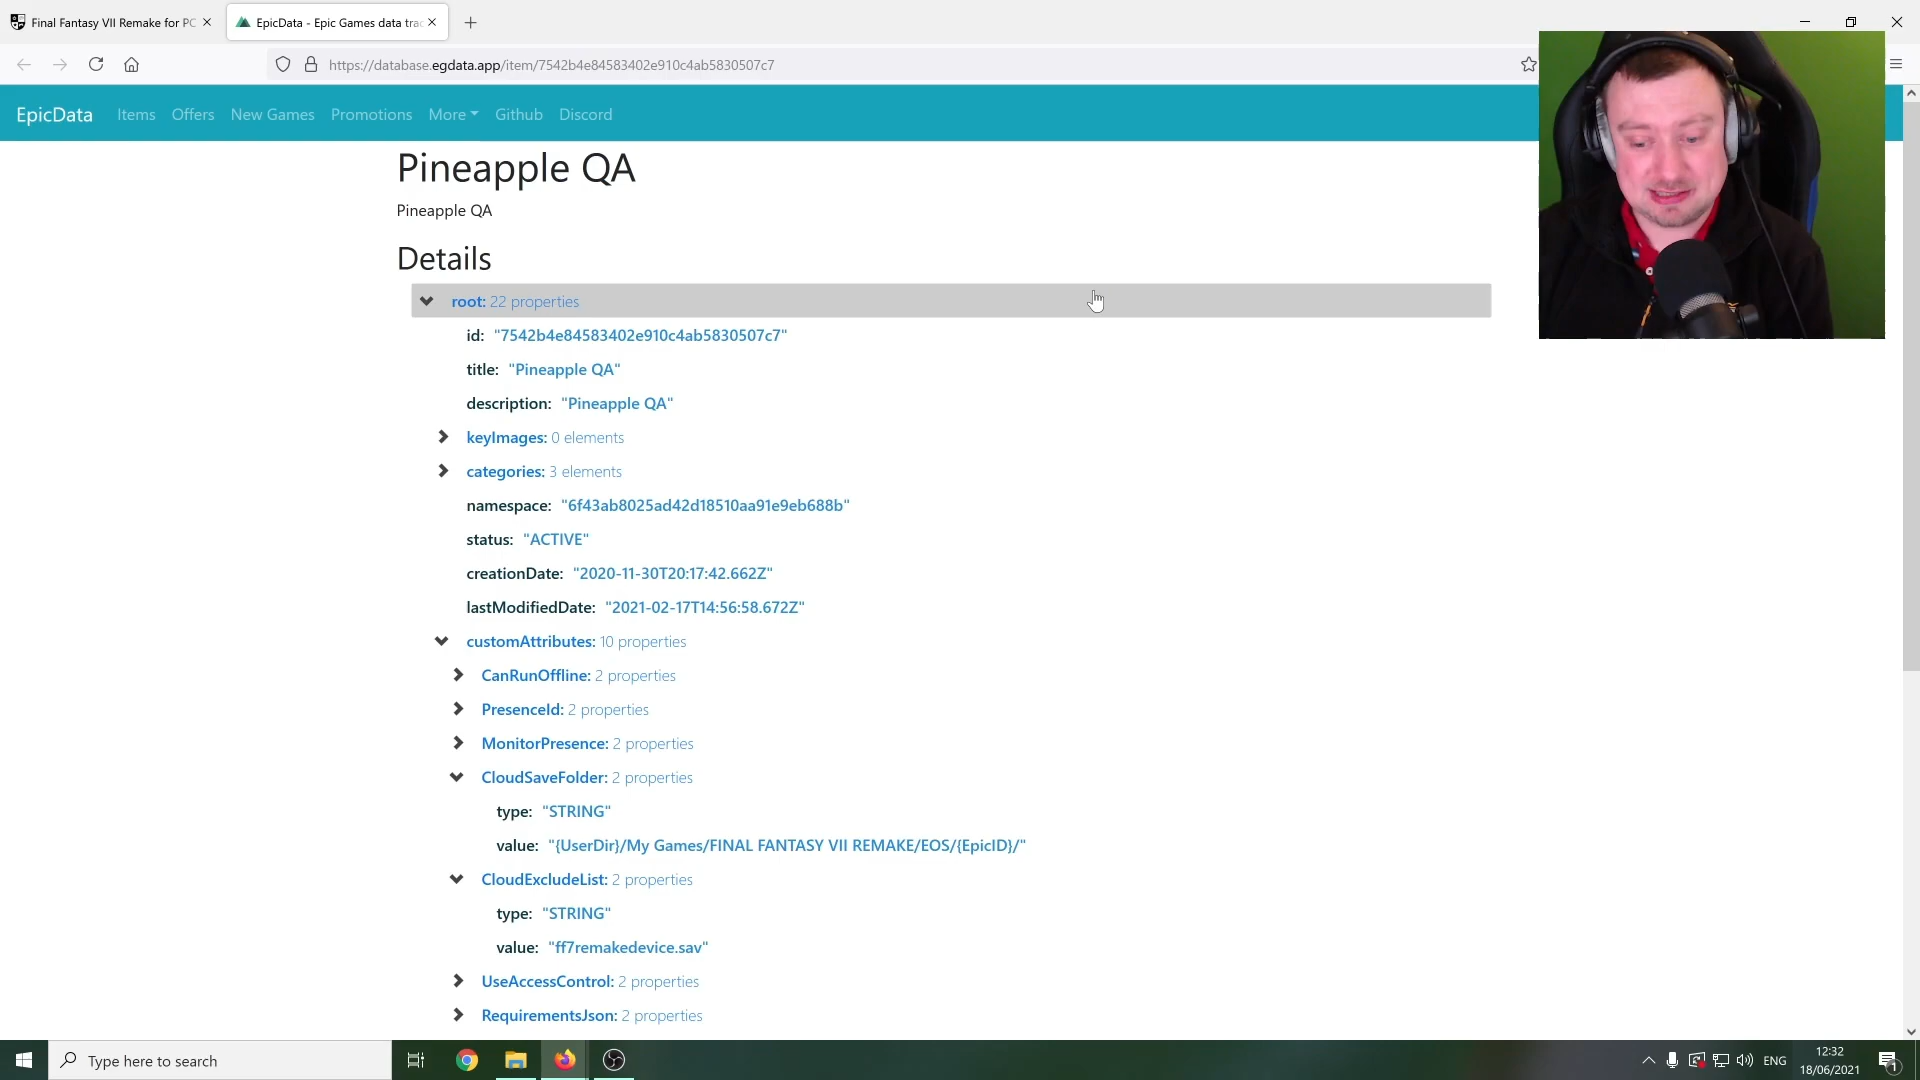 Final Fantasy VII Remake for PC
EpicData - Epic Games data trac
https://database.egdata.app/item/7542b4e84583402e910c4ab5830507c7
EpicData Items Offers New Games Promotions More Github Discord
Pineapple QA
Pineapple QA
Details
root: 22 properties
id: "7542b4e84583402e910c4ab5830507c7"
title: "Pineapple QA"
description: "Pineapple QA"
keyImages: 0 elements
categories: 3 elements
namespace: "6f43ab8025ad42d18510aa91e9eb688b"
status: "ACTIVE"
creationDate: "2020-11-30T20:17:42.662Z"
lastModifiedDate: "2021-02-17T14:56:58.672Z"
customAttributes: 10 properties
CanRunOffline: 2 properties
PresenceId: 2 properties
MonitorPresence: 2 properties
CloudSaveFolder: 2 properties
type: "STRING"
value: "{UserDir}/My Games/FINAL FANTASY VII REMAKE/EOS/{EpicID}/"
CloudExcludeList: 2 properties
type: "STRING"
value: "ff7remakedevice.sav"
UseAccessControl: 2 properties
RequirementsJson: 2 properties
Type here to search
ENG
12:32
18/06/2021
1